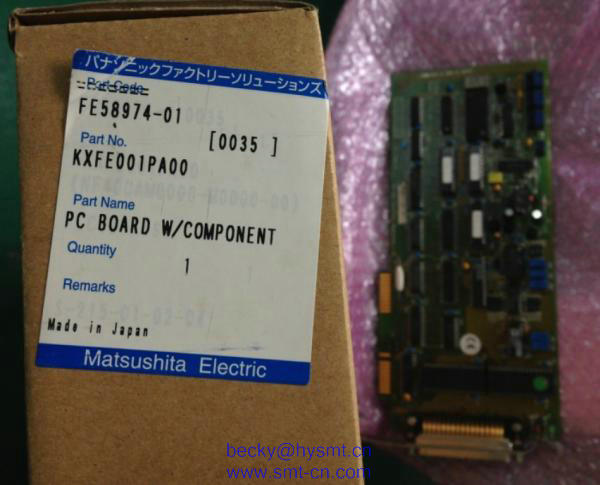 パナソニックファクトリーソリューションズ
Part Code
FE58974-01
[0035 ]
Part No.
KXFE001PA00
Part Name
PC BOARD W/COMPONENT
Quantity
1
Remarks
Made in Japan
Matsushita Electric
becky@hysmt.cn
www.smt-cn.com